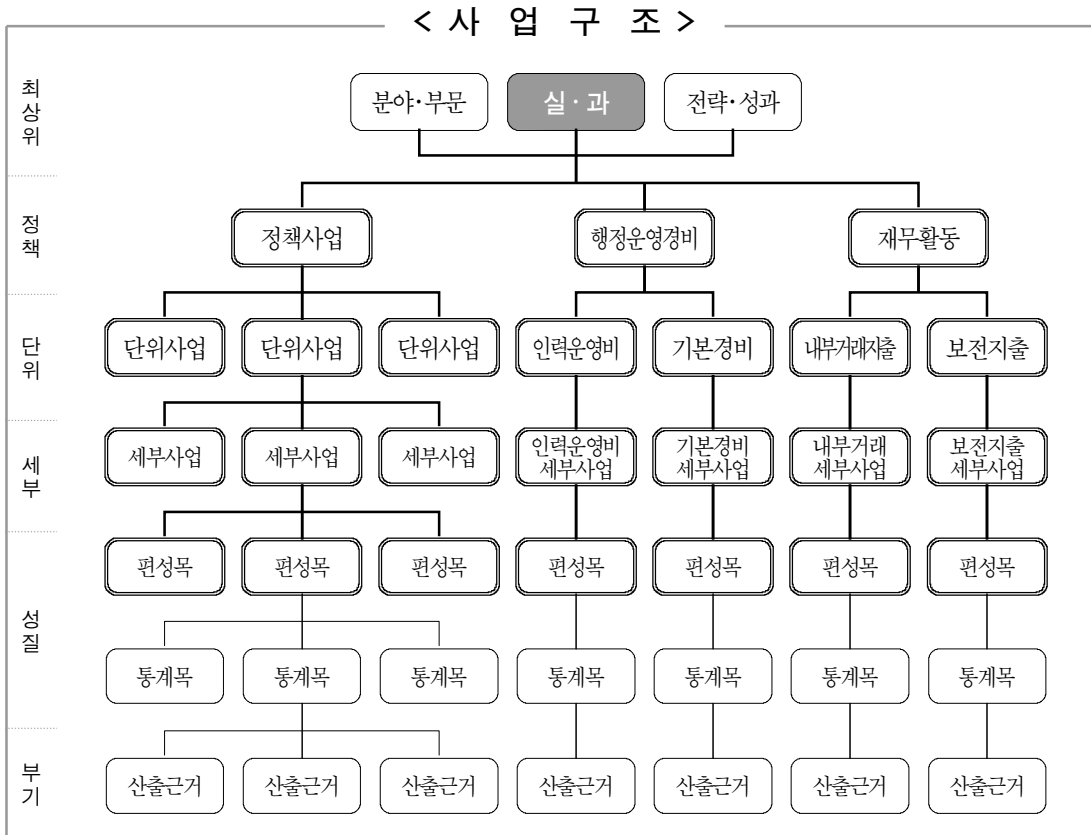 < 사 업 구 조 >
최상위
분야·부문 실·과 전략·성과
정책
정책사업 행정운영경비 재무활동
단위
단위사업 단위사업 단위사업 인력운영비 기본경비 내부거래지출 보전지출
세부
세부사업 세부사업 세부사업 인력운영비 세부사업 기본경비 세부사업 내부거래 세부사업 보전지출 세부사업
성질
편성목 편성목 편성목 편성목 편성목 편성목 편성목
통계목 통계목 통계목 통계목 통계목 통계목 통계목
부기
산출근거 산출근거 산출근거 산출근거 산출근거 산출근거 산출근거